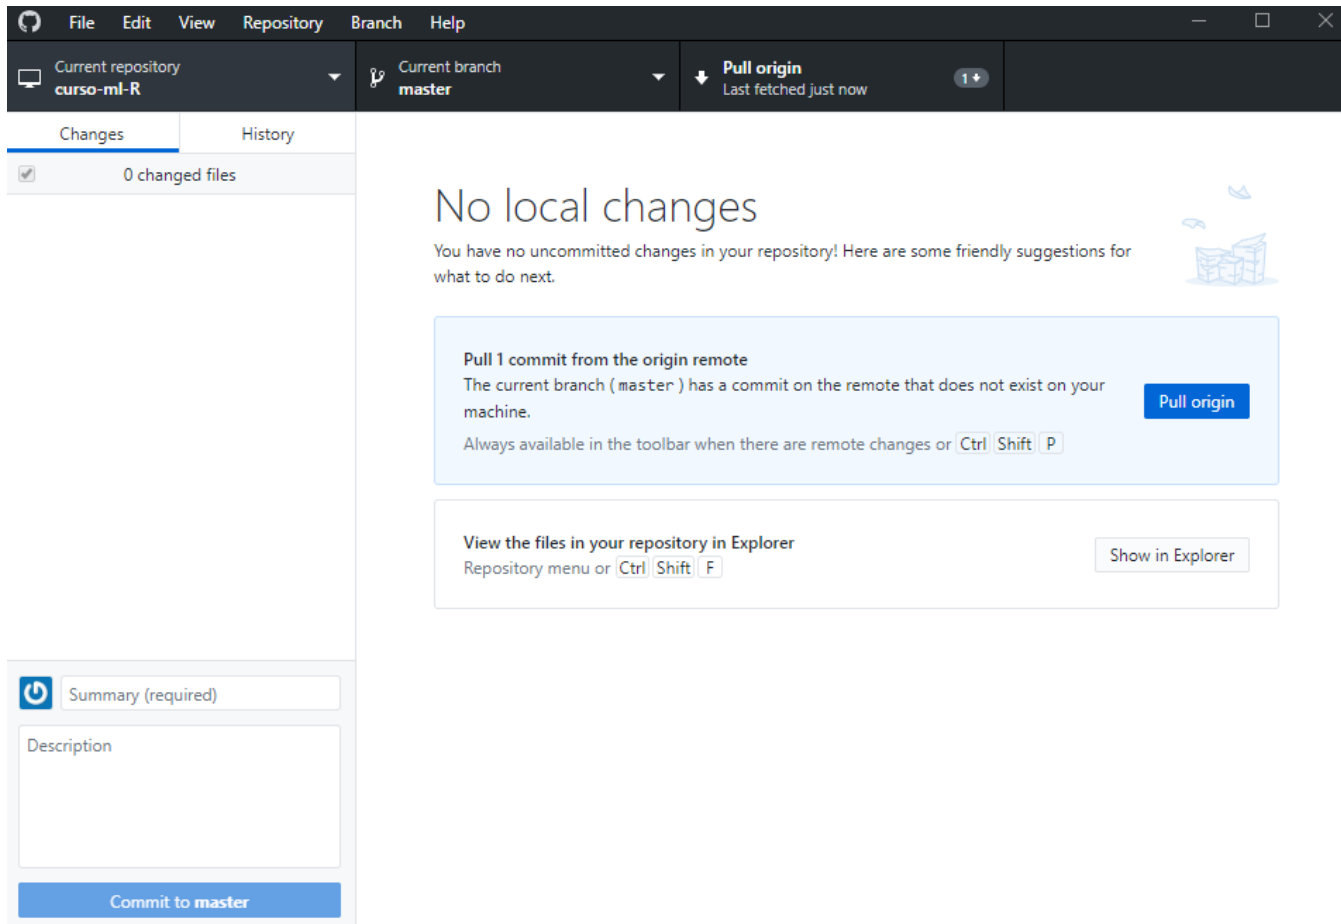 File Edit View Repository Branch Help
Current repository
curso-ml-R
Current branch
master
Pull origin
Last fetched just now
1
Changes History
0 changed files
No local changes
You have no uncommitted changes in your repository! Here are some friendly suggestions for
what to do next.
Pull 1 commit from the origin remote
The current branch (master) has a commit on the remote that does not exist on your
machine.
Pull origin
Always available in the toolbar when there are remote changes or Ctrl Shift P
View the files in your repository in Explorer
Repository menu or Ctrl Shift F
Show in Explorer
Summary (required)
Description
Commit to master